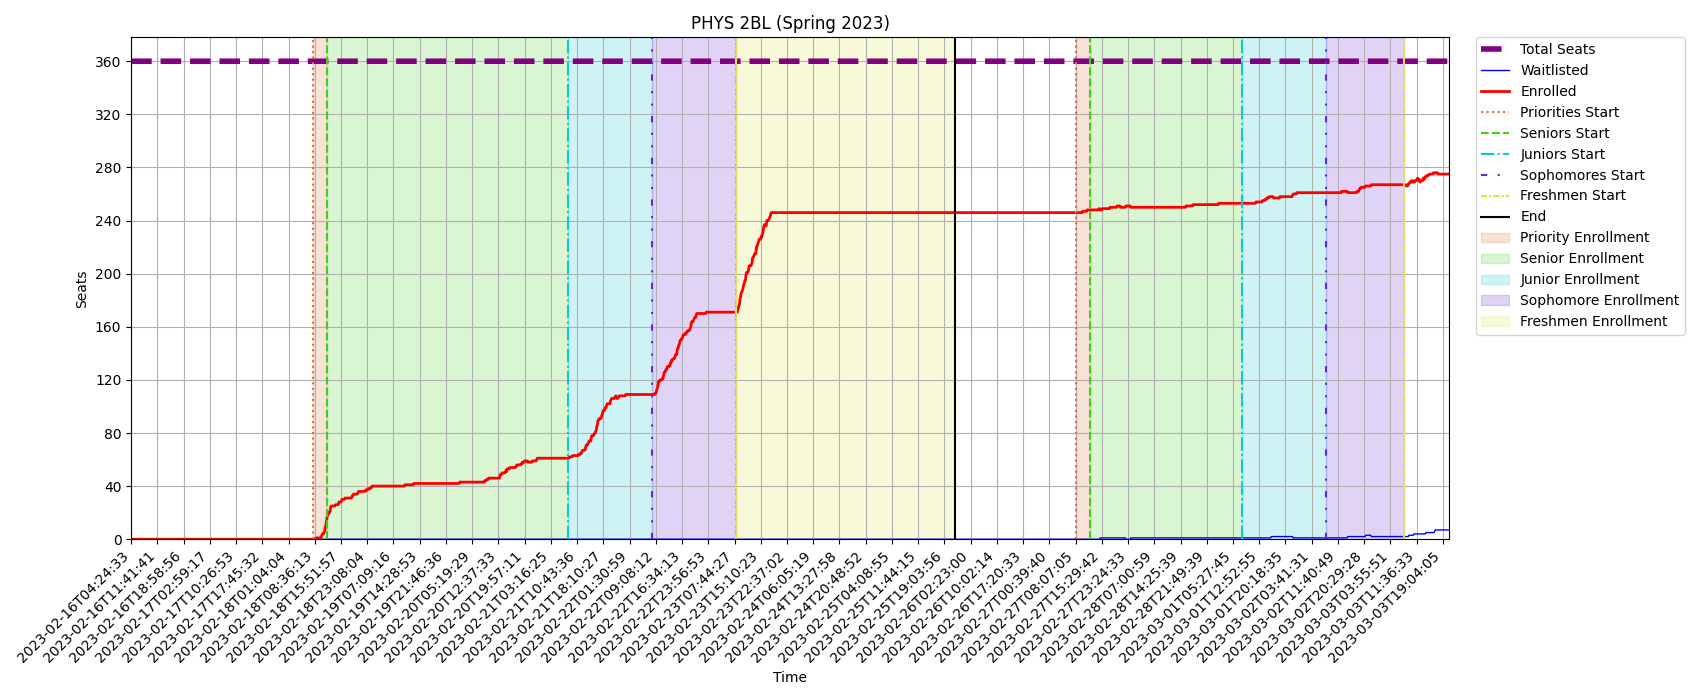 PHYS 2BL (Spring 2023)
Seats
360
320
280
240
200
160
120
80
40
0
2023-02-16T04:24:33
2023-02-16T11:41:41
2023-02-16T18:58:56
2023-02-17T02:59:17
2023-02-17T10:26:53
2023-02-17T17:45:32
2023-02-18T01:04:04
2023-02-18T08:36:13
2023-02-18T15:51:57
2023-02-18T23:08:04
2023-02-19T07:09:16
2023-02-19T14:28:53
2023-02-19T21:46:36
2023-02-20T05:19:29
2023-02-20T12:37:33
2023-02-20T19:57:11
2023-02-21T03:16:25
2023-02-21T10:43:36
2023-02-21T18:10:27
2023-02-22T01:30:59
2023-02-22T09:08:12
2023-02-22T16:34:13
2023-02-22T23:56:53
2023-02-23T07:44:27
2023-02-23T15:10:23
2023-02-23T22:37:02
2023-02-24T06:05:19
2023-02-24T13:27:58
2023-02-24T20:48:52
2023-02-25T04:08:55
2023-02-25T11:44:15
2023-02-25T19:03:56
2023-02-26T02:23:00
2023-02-26T10:02:14
2023-02-26T17:20:33
2023-02-27T00:39:40
2023-02-27T08:07:05
2023-02-27T15:29:42
2023-02-27T23:24:33
2023-02-28T07:00:59
2023-02-28T14:25:39
2023-02-28T21:49:39
2023-03-01T05:27:45
2023-03-01T12:52:55
2023-03-01T20:18:35
2023-03-02T03:41:31
2023-03-02T11:40:49
2023-03-02T20:29:28
2023-03-03T03:55:51
2023-03-03T11:36:33
2023-03-03T19:04:05
Time
Total Seats
Waitlisted
Enrolled
Priorities Start
Seniors Start
Juniors Start
Sophomores Start
Freshmen Start
End
Priority Enrollment
Senior Enrollment
Junior Enrollment
Sophomore Enrollment
Freshmen Enrollment